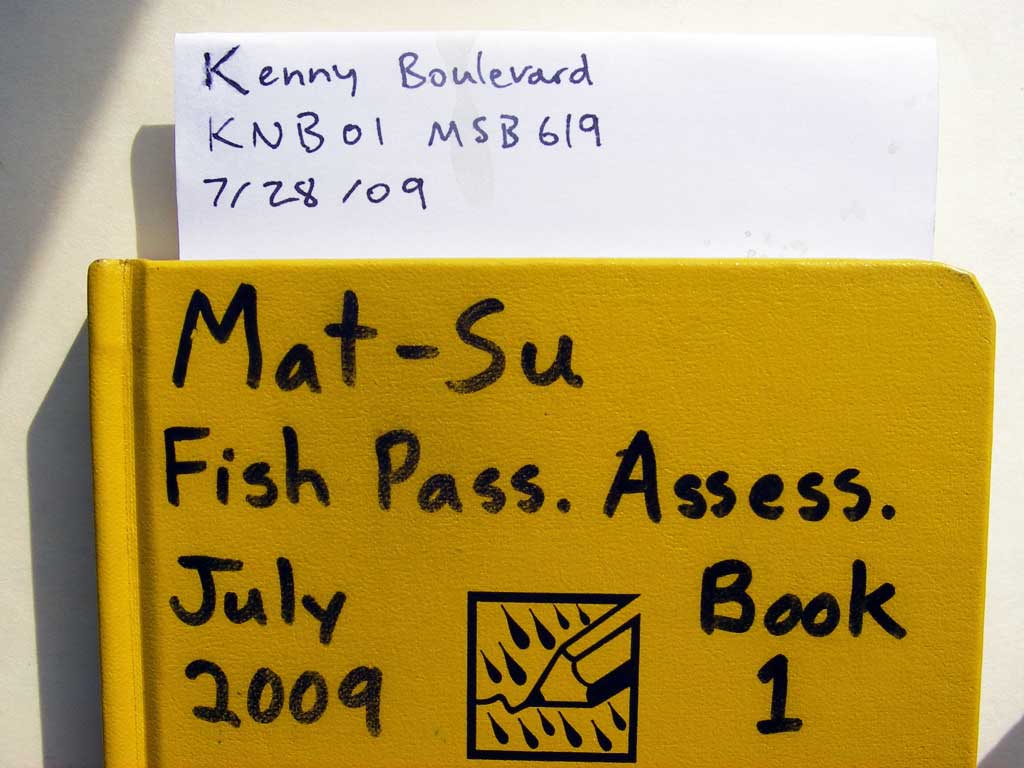 Kenny Boulevard
KNB01 MSB619
7/28/09
Mat-Su
Fish Pass. Assess.
July 2009
Book 1